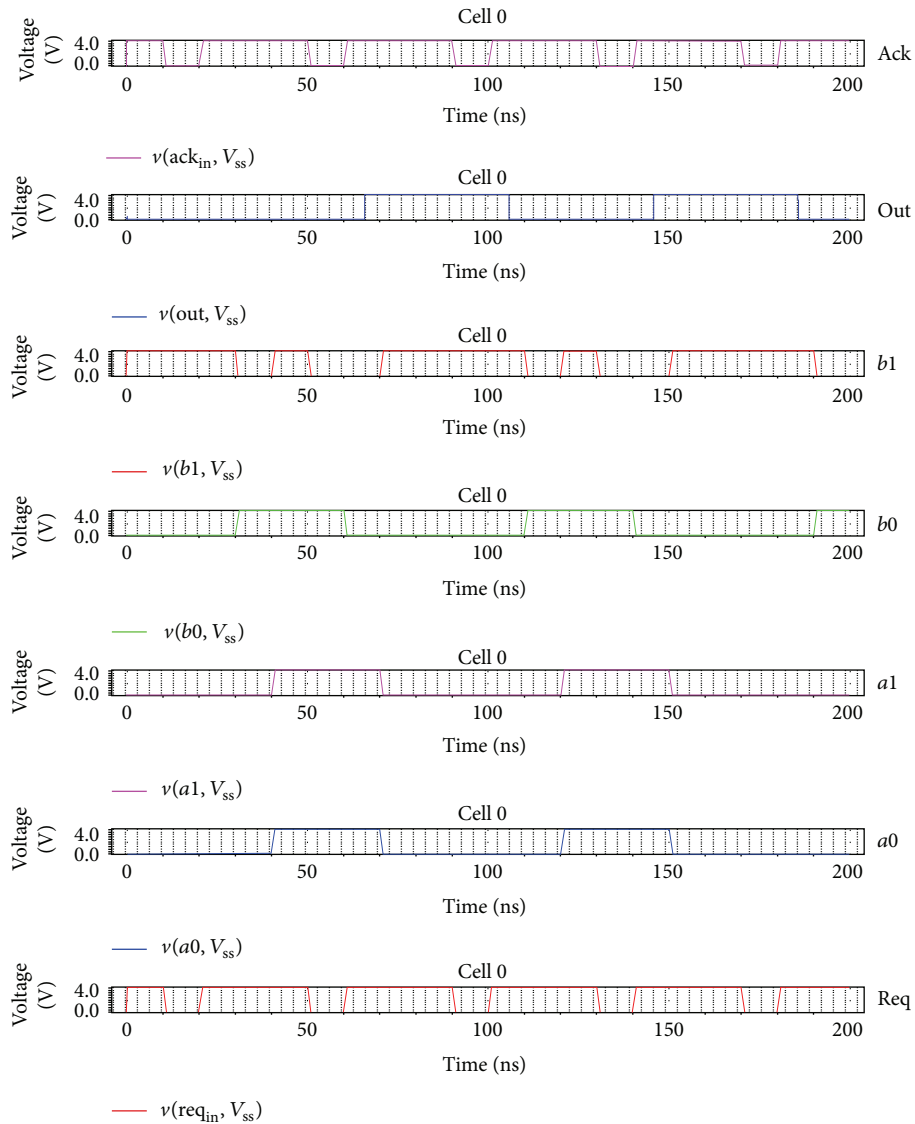 Cell 0
Voltage (V)
4.0
0.0
Ack
0 50 100 150 200
Time (ns)
v(ack_in, V_ss)
Cell 0
Voltage (V)
4.0
0.0
Out
0 50 100 150 200
Time (ns)
v(out, V_ss)
Cell 0
Voltage (V)
4.0
0.0
b1
0 50 100 150 200
Time (ns)
v(b1, V_ss)
Cell 0
Voltage (V)
4.0
0.0
b0
0 50 100 150 200
Time (ns)
v(b0, V_ss)
Cell 0
Voltage (V)
4.0
0.0
a1
0 50 100 150 200
Time (ns)
v(a1, V_ss)
Cell 0
Voltage (V)
4.0
0.0
a0
0 50 100 150 200
Time (ns)
v(a0, V_ss)
Cell 0
Voltage (V)
4.0
0.0
Req
0 50 100 150 200
Time (ns)
v(req_in, V_ss)